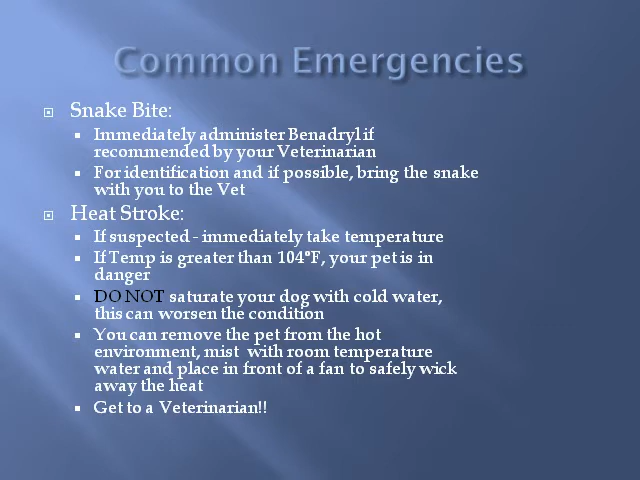 Common Emergencies
Snake Bite:
Immediately administer Benadryl if
recommended by your Veterinarian
For identification and if possible, bring the snake
with you to the Vet
Heat Stroke:
If suspected - immediately take temperature
If Temp is greater than 104°F, your pet is in
danger
DO NOT saturate your dog with cold water,
this can worsen the condition
You can remove the pet from the hot
environment, mist with room temperature
water and place in front of a fan to safely wick
away the heat
Get to a Veterinarian!!